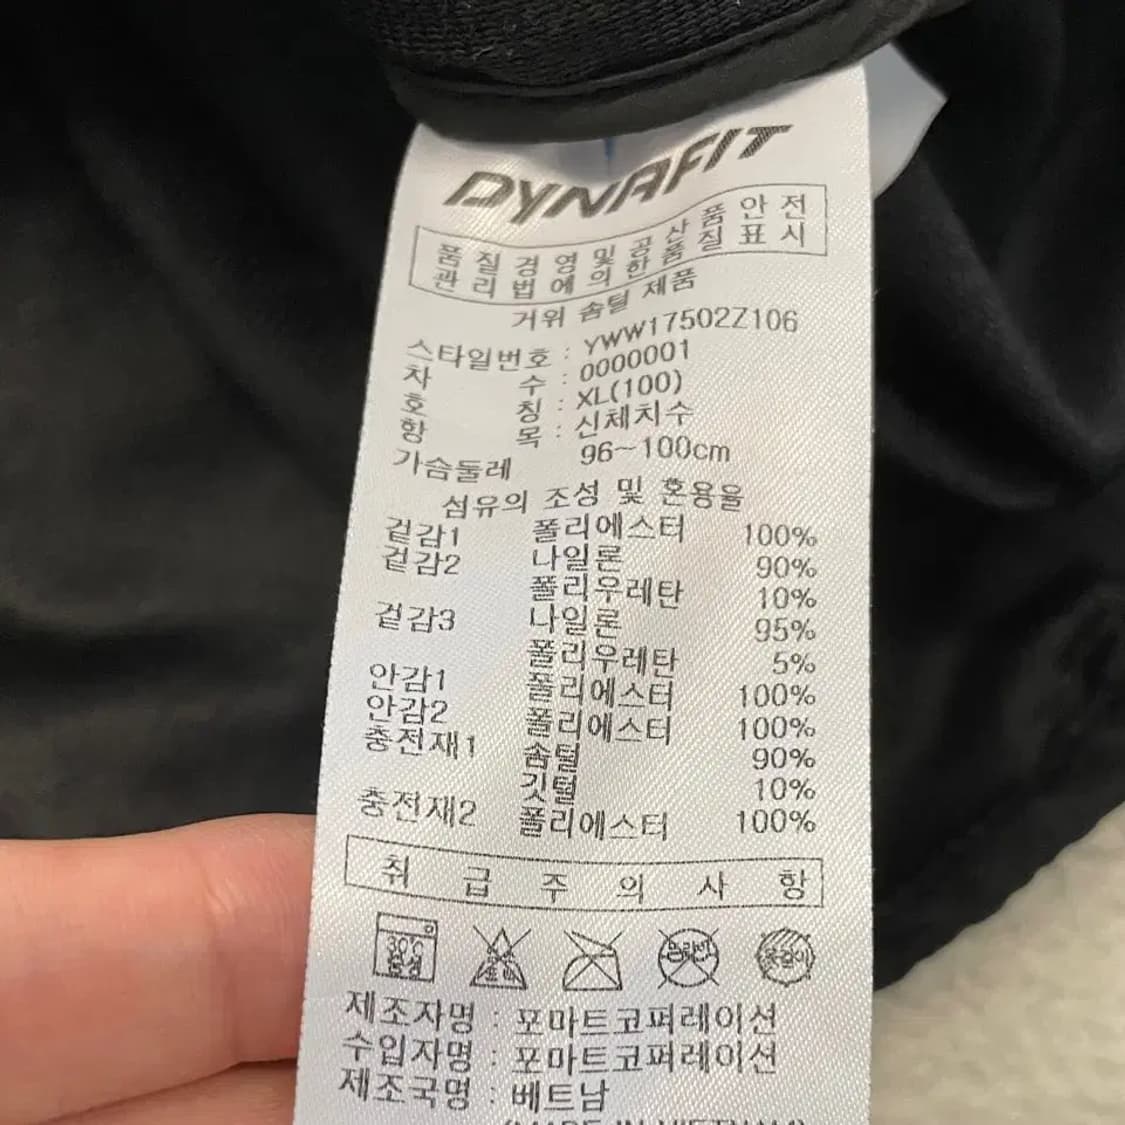 DYNAFIT
품질경영및공산품안전
관리법에의한품질표시
거위 솜털 제품
스타일번호 : YWW17502Z106
차 수 : 0000001
호 칭 : XL(100)
항 목 : 신체치수
가슴둘레 96~100cm
섬유의 조성 및 혼용율
겉감1 폴리에스터 100%
겉감2 나일론 90%
폴리우레탄 10%
겉감3 나일론 95%
폴리우레탄 5%
안감1 폴리에스터 100%
안감2 폴리에스터 100%
충전재1 솜털 90%
깃털 10%
충전재2 폴리에스터 100%
취 급 주 의 사 항
30℃ 중성 드라이 옷걸이
제조자명 : 포마트코퍼레이션
수입자명 : 포마트코퍼레이션
제조국명 : 베트남